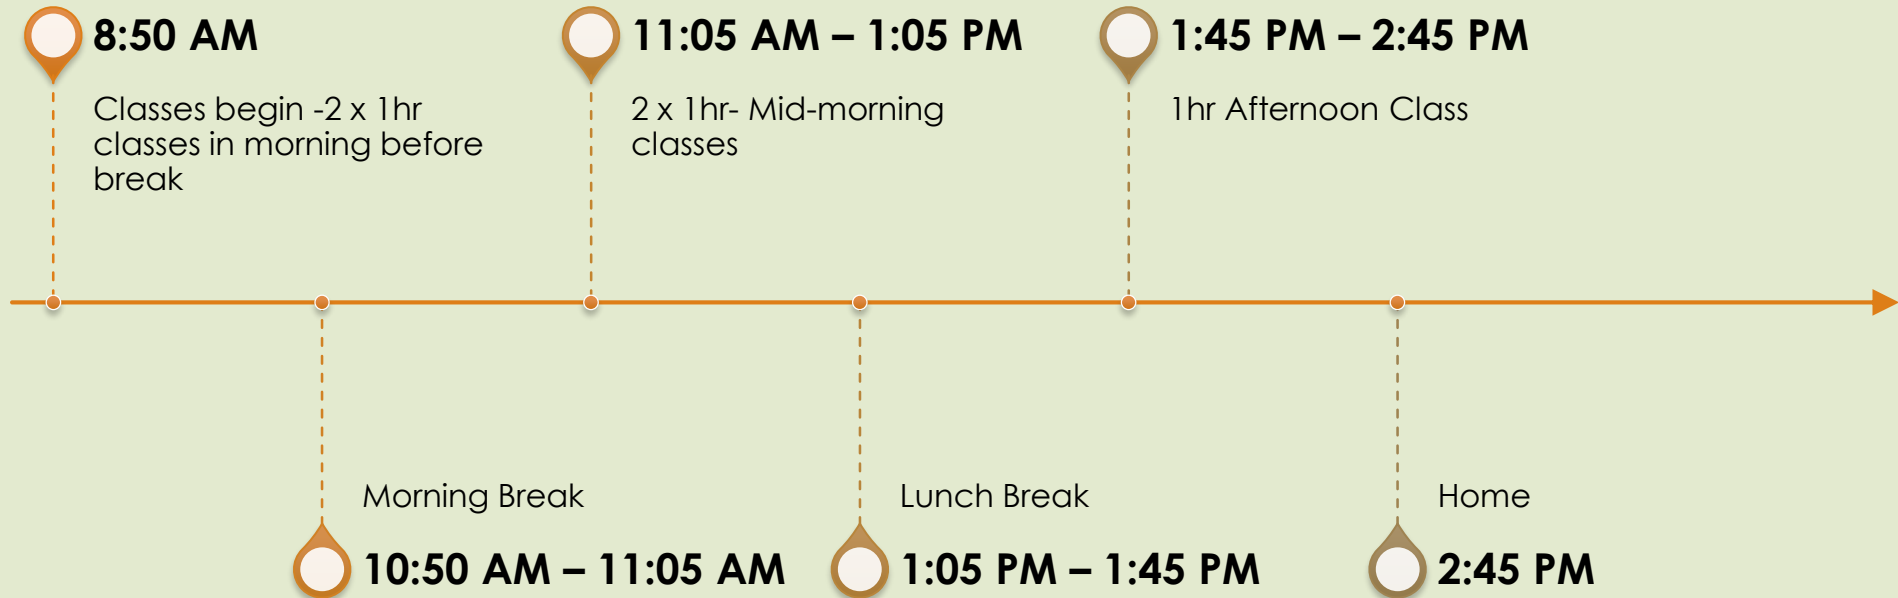 8:50 AM
Classes begin -2 x 1hr
classes in morning before
break
Morning Break
10:50 AM – 11:05 AM
11:05 AM – 1:05 PM
2 x 1hr- Mid-morning
classes
Lunch Break
1:05 PM – 1:45 PM
1:45 PM – 2:45 PM
1hr Afternoon Class
Home
2:45 PM